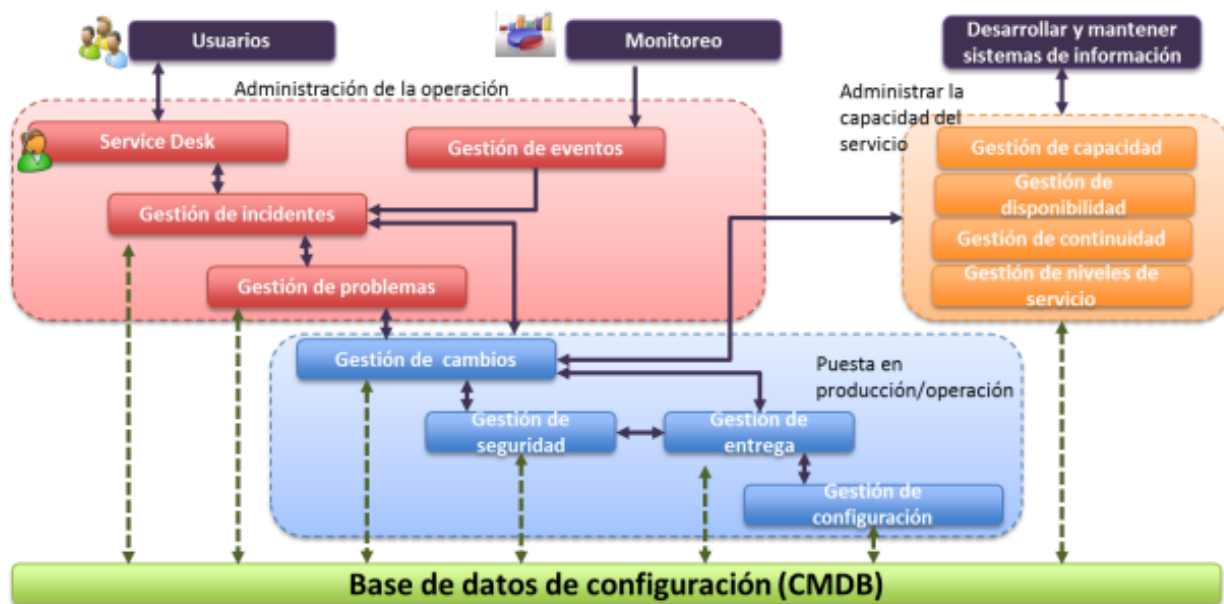 Usuarios
Monitoreo
Desarrollar y mantener
sistemas de información
Administración de la operación
Administrar la
capacidad del
servicio
Service Desk
Gestión de eventos
Gestión de capacidad
Gestión de
disponibilidad
Gestión de incidentes
Gestión de continuidad
Gestión de problemas
Gestión de niveles de
servicio
Gestión de cambios
Puesta en
producción/operación
Gestión de
seguridad
Gestión de
entrega
Gestión de
configuración
Base de datos de configuración (CMDB)